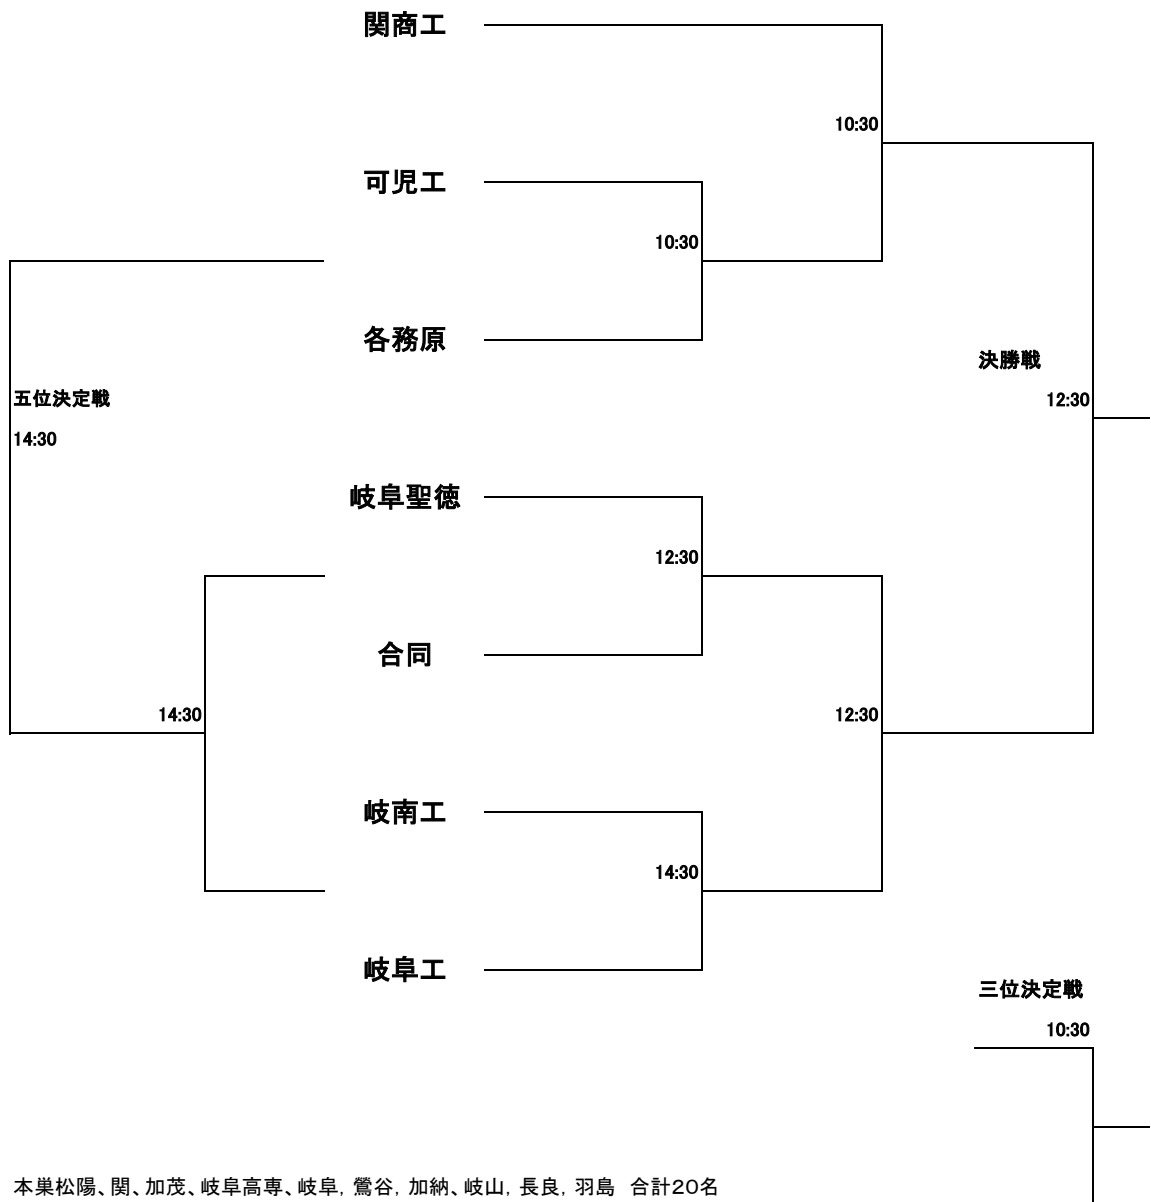 関商工
10:30
可児工
10:30
各務原
決勝戦
12:30
五位決定戦
14:30
岐阜聖徳
12:30
合同
14:30
12:30
岐南工
14:30
岐阜工
三位決定戦
10:30
本巣松陽、関、加茂、岐阜高専、岐阜, 鶯谷, 加納、岐山, 長良, 羽島　合計20名